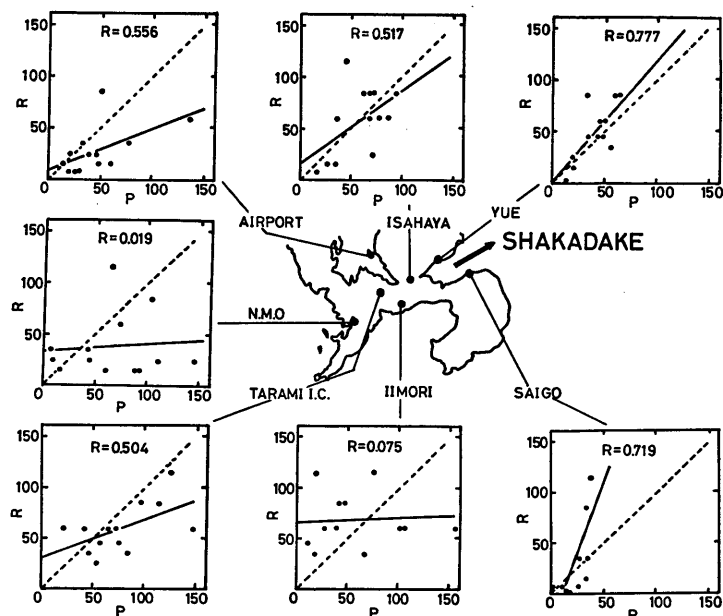 150 R=0.556
100
R
50
0 50 100 150
P
150 R=0.517
100
R
50
0 50 100 150
P
150 R=0.777
100
R
50
0 50 100 150
P
AIRPORT ISAHAYA YUE
SHAKADAKE
150 R=0.019
100
R
50
0 50 100 150
P
N.M.O
TARAMI I.C. IIMORI SAIGO
150 R=0.504
100
R
50
0 50 100 150
P
150 R=0.075
100
R
50
0 50 100 150
P
150 R=0.719
100
R
50
0 50 100 150
P